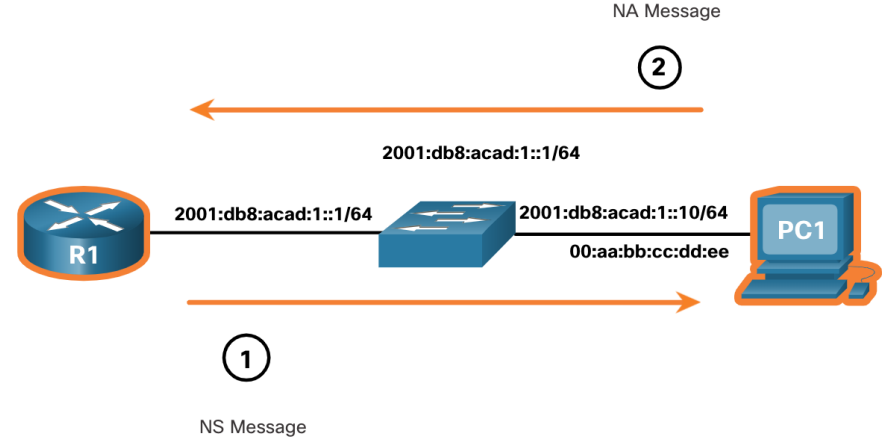 NA Message
2
2001:db8:acad:1::1/64
2001:db8:acad:1::1/64
2001:db8:acad:1::10/64
R1
PC1
00:aa:bb:cc:dd:ee
1
NS Message